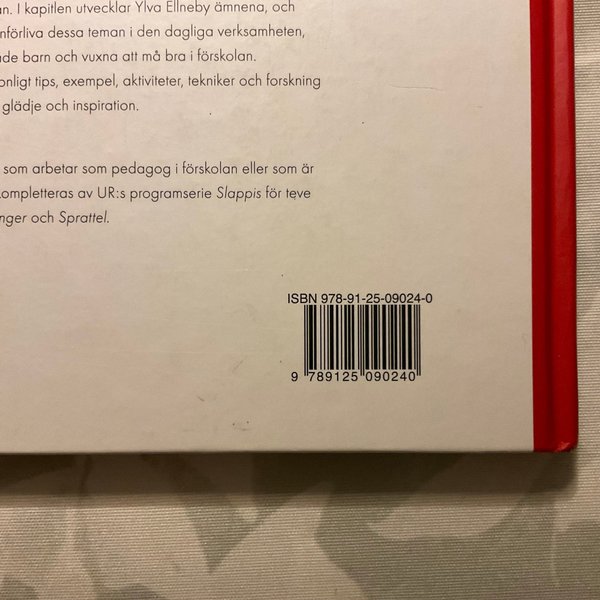 an. I kapitlen utvecklar Ylva Ellneby ämnena, och
nförliva dessa teman i den dagliga verksamheten,
åde barn och vuxna att må bra i förskolan.
onligt tips, exempel, aktiviteter, tekniker och forskning
glädje och inspiration.
som arbetar som pedagog i förskolan eller som är
kompletteras av UR:s programserie Slappis för teve
nger och Sprattel.
ISBN 978-91-25-09024-0
9 789125 090240